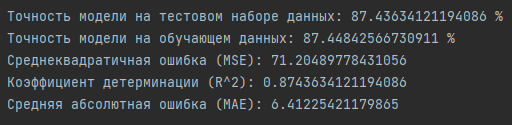 Точность модели на тестовом наборе данных: 87.43634121194086 %
Точность модели на обучающем данных: 87.44842566730911 %
Среднеквадратичная ошибка (MSE): 71.20489778431056
Коэффициент детерминации (R^2): 0.8743634121194086
Средняя абсолютная ошибка (MAE): 6.41225421179865